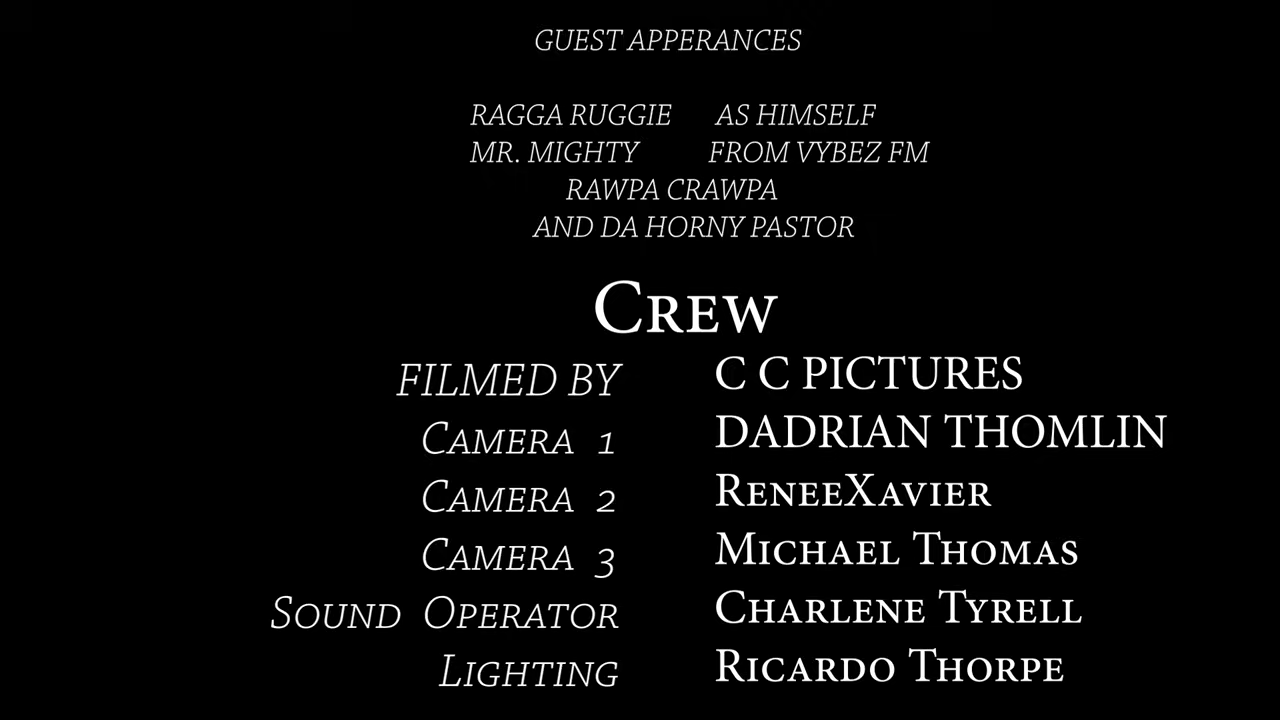 GUEST APPERANCES
RAGGA RUGGIE AS HIMSELF
MR. MIGHTY FROM VYBEZ FM
RAWPA CRAWPA
AND DA HORNY PASTOR
CREW
FILMED BY C C PICTURES
CAMERA 1 DADRIAN THOMLIN
CAMERA 2 RENEEXAVIER
CAMERA 3 MICHAEL THOMAS
SOUND OPERATOR CHARLENE TYRELL
LIGHTING RICARDO THORPE